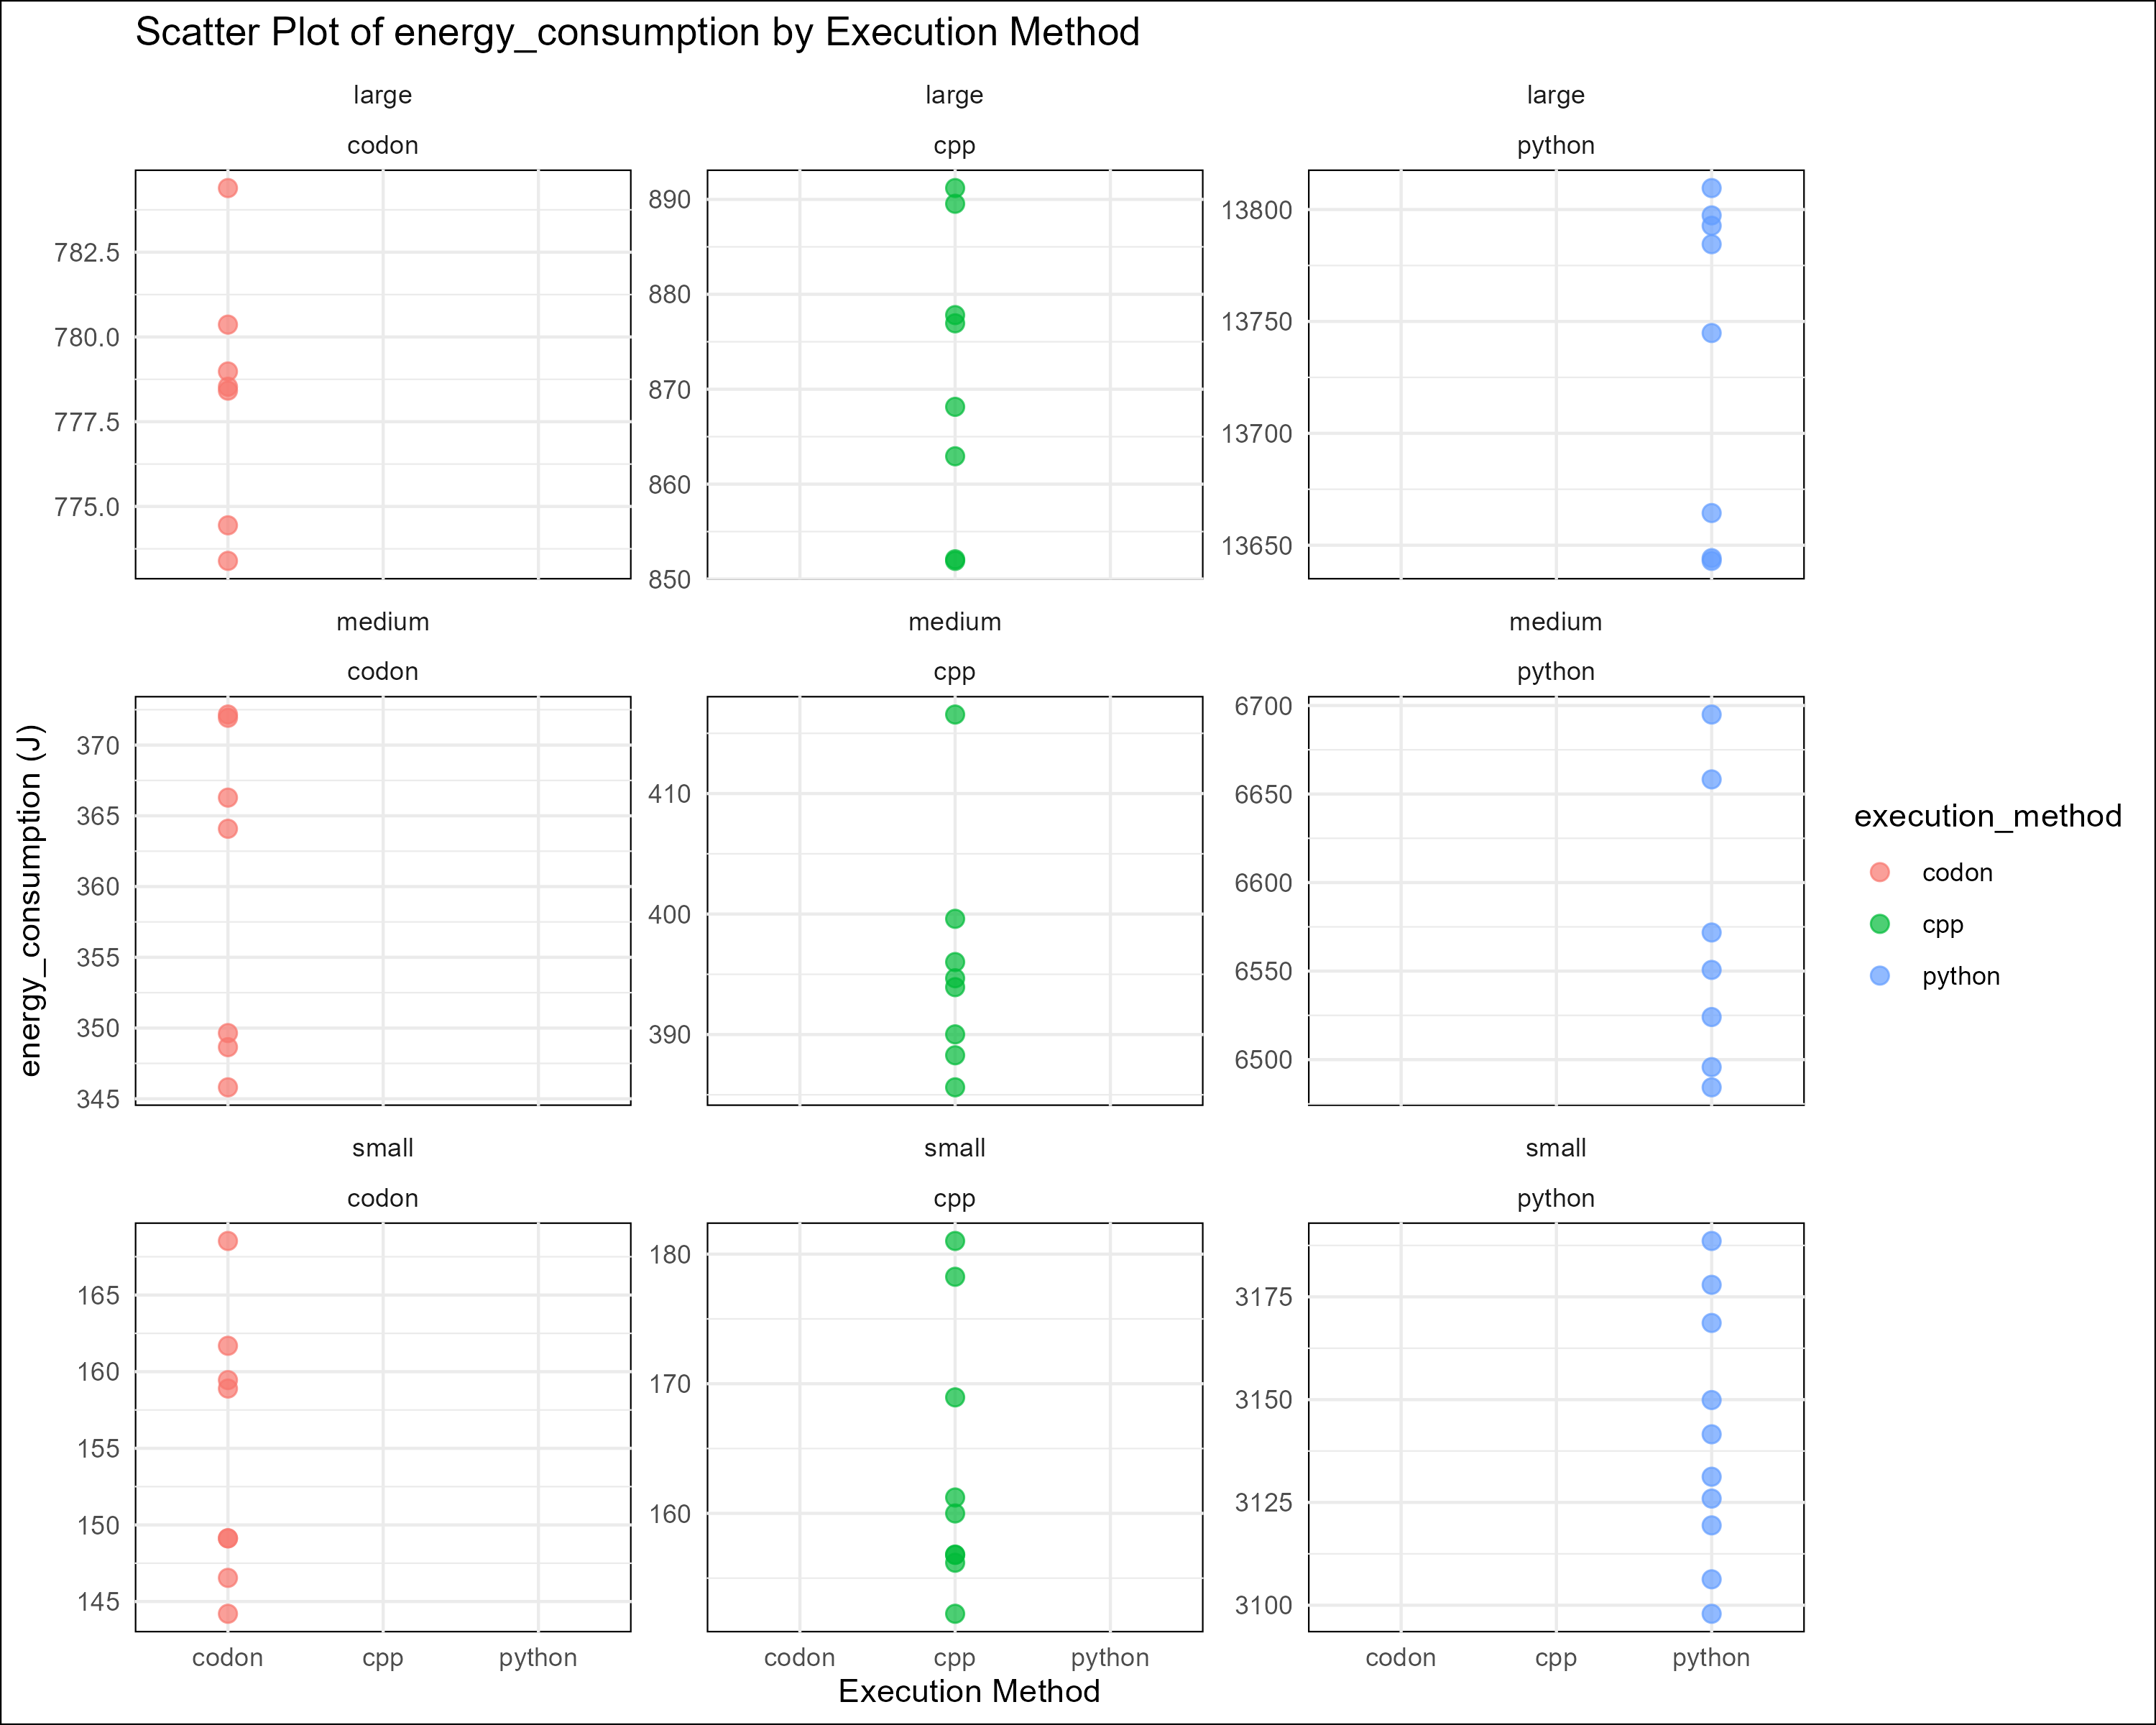 Scatter Plot of energy_consumption by Execution Method
large
large
large
codon
cpp
python
782.5
780.0
777.5
775.0
890
880
870
860
850
13800
13750
13700
13650
medium
medium
medium
codon
cpp
python
370
365
360
355
350
345
410
400
390
6700
6650
6600
6550
6500
small
small
small
codon
cpp
python
165
160
155
150
145
180
170
160
3175
3150
3125
3100
codon cpp python
codon cpp python
codon cpp python
Execution Method
energy_consumption (J)
execution_method
codon
cpp
python